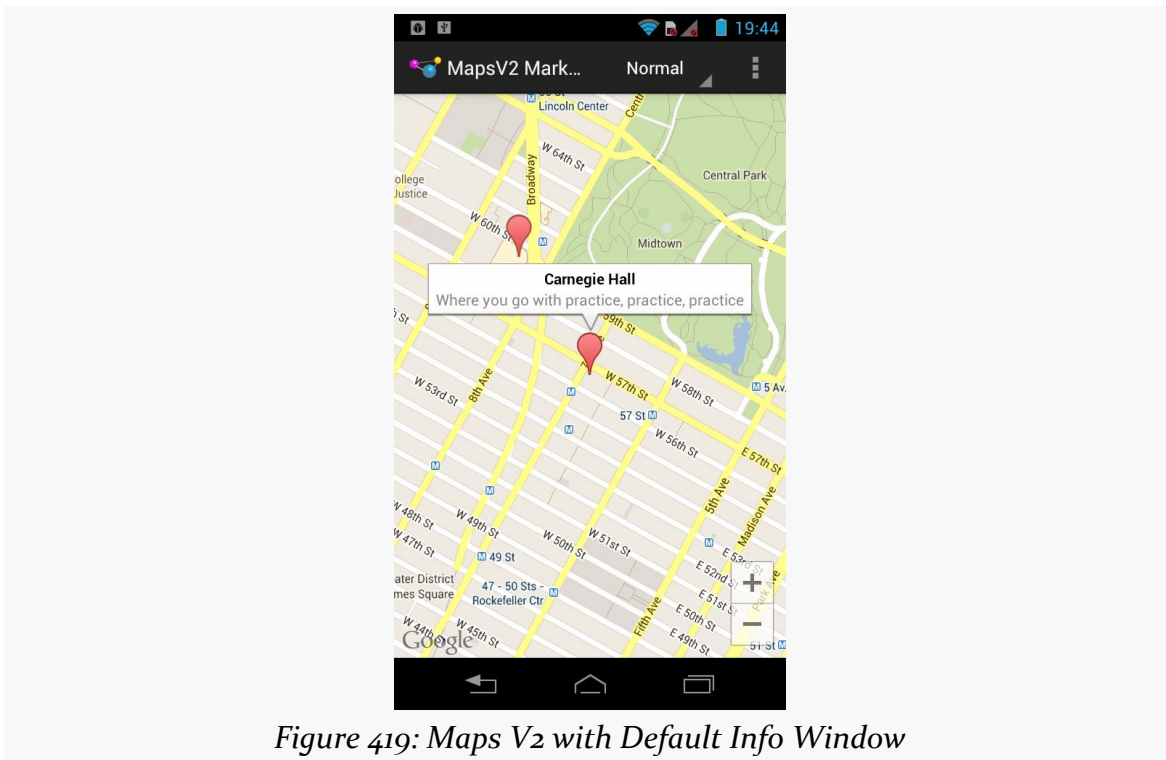 19:44
MapsV2 Mark...
Normal
Lincoln Center
W 64th St
Broadway
Central Park
ollege
Justice
W 60th St
Midtown
Carnegie Hall
Where you go with practice, practice, practice
59th St
W 53rd St
8th Ave
W 57th St
W 58th St
M 5 Av
57 St M
W 56th St
E 57th St
5th Ave
Madison Ave
W 48th St
W 49th St
W 47th St
W 50th St
W 51st St
M 49 St
E 53rd St
E 52nd St
ater District
mes Square
47 - 50 Sts -
Rockefeller Ctr
E 51st St
Park Ave
E 50th St
Fifth Ave
E 49th St
W 44th
W 45th St
51 St M
Google
Figure 419: Maps V2 with Default Info Window